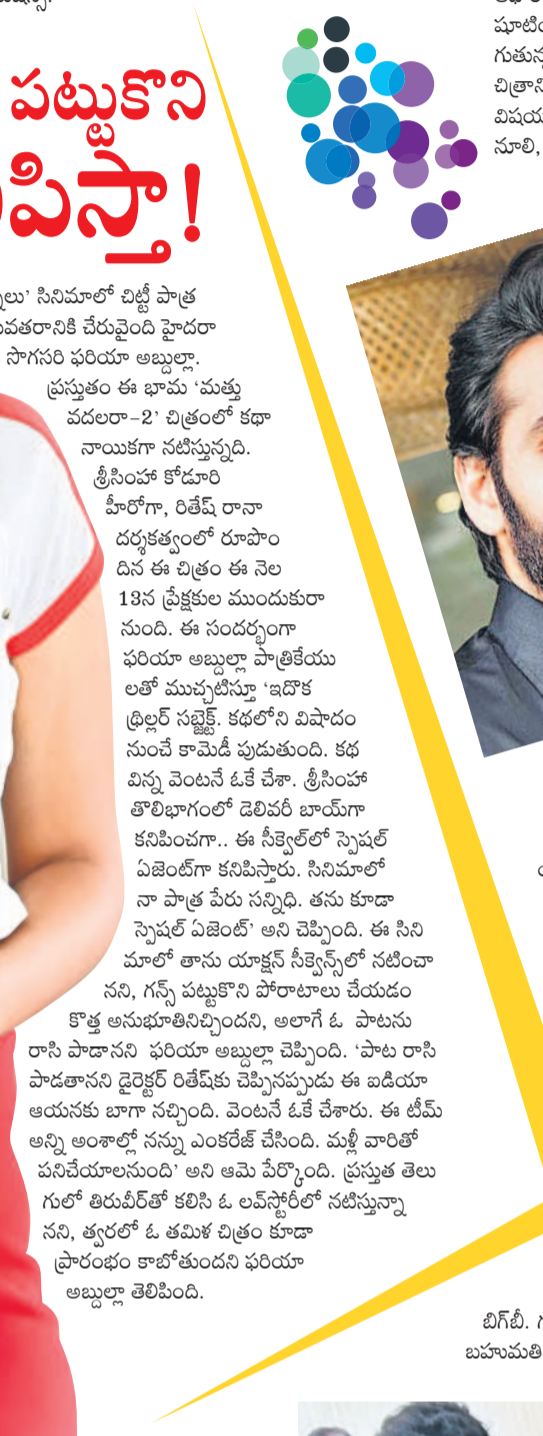 పట్టుకొని
పిస్తా!
సినిమాలో చిట్టీ పాత్ర
చేరువైంది హైదరా
సొగసరి ఫరియా అబ్దుల్లా.
ప్రస్తుతం ఈ భామ ‘మత్తు
వదలరా–2’ చిత్రంలో కథా
నాయికగా నటిస్తున్నది.
శ్రీసింహా కోడూరి
హీరోగా, రితేష్ రానా
దర్శకత్వంలో రూపొం
దిన ఈ చిత్రం ఈ నెల
13న ప్రేక్షకుల ముందుకురా
నుంది. ఈ సందర్భంగా
ఫరియా అబ్దుల్లా పాత్రికేయు
లతో ముచ్చటిస్తూ ‘ఇదొక
థ్రిల్లర్ సబ్జెక్ట్. కథలోని విషాదం
నుంచే కామెడీ పుడుతుంది. కథ
విన్న వెంటనే ఓకే చేశా. శ్రీసింహా
తొలిభాగంలో డెలివరీ బాయ్‌గా
కనిపించగా.. ఈ సీక్వెల్‌లో స్పెషల్
ఏజెంట్‌గా కనిపిస్తారు. సినిమాలో
నా పాత్ర పేరు సన్నిధి. తను కూడా
స్పెషల్ ఏజెంట్’ అని చెప్పింది. ఈ సిని
మాలో తాను యాక్షన్ సీక్వెన్స్‌లో నటించా
నని, గన్స్ పట్టుకొని పోరాటాలు చేయడం
కొత్త అనుభూతినిచ్చిందని, అలాగే ఓ పాటను
రాసి పాడానని ఫరియా అబ్దుల్లా చెప్పింది. ‘పాట రాసి
పాడతానని డైరెక్టర్ రితేష్‌కు చెప్పినప్పుడు ఈ ఐడియా
ఆయనకు బాగా నచ్చింది. వెంటనే ఓకే చేశారు. ఈ టీమ్
అన్ని అంశాల్లో నన్ను ఎంకరేజ్ చేసింది. మళ్లీ వారితో
పనిచేయాలనుంది’ అని ఆమె పేర్కొంది. ప్రస్తుత తెలు
గులో తిరువీర్‌తో కలిసి ఓ లవ్‌స్టోరీలో నటిస్తున్నా
నని, త్వరలో ఓ తమిళ చిత్రం కూడా
ప్రారంభం కాబోతుందని ఫరియా
అబ్దుల్లా తెలిపింది.
విషయ
నూలి,
బిగ్‌బీ.
బహుమతి